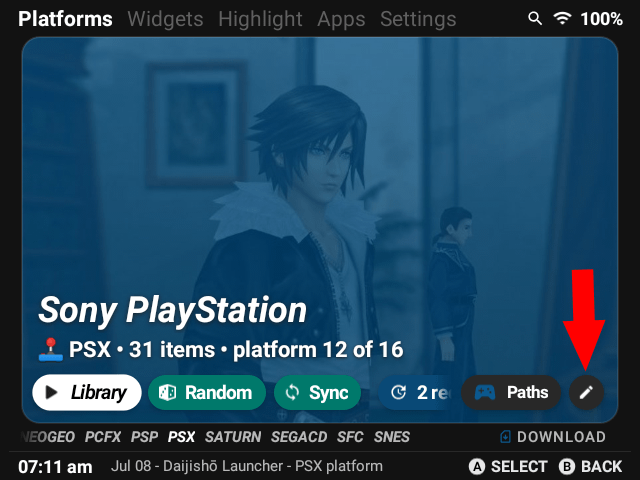 Platforms Widgets Highlight Apps Settings 100%
Sony PlayStation
PSX • 31 items • platform 12 of 16
Library Random Sync 2 re Paths
NEOGEO PCFX PSP PSX SATURN SEGACD SFC SNES DOWNLOAD
07:11 am Jul 08 - Daijishō Launcher - PSX platform A SELECT B BACK